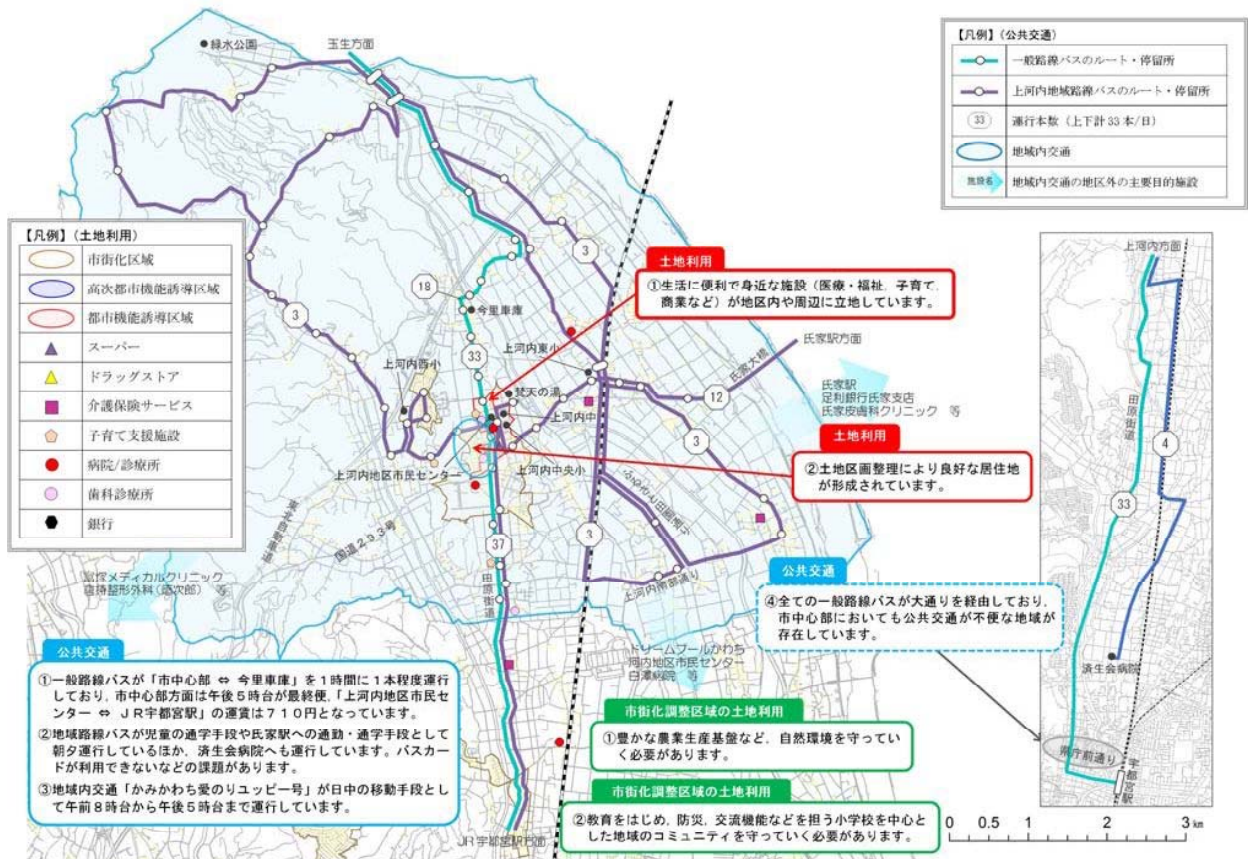 緑水公園
玉生方面
【凡例】(公共交通)
一般路線バスのルート・停留所
上河内地域路線バスのルート・停留所
33
運行本数(上下計33本/日)
地域内交通
施設名
地域内交通の地区外の主要目的施設
【凡例】(土地利用)
市街化区域
高次都市機能誘導区域
都市機能誘導区域
スーパー
ドラッグストア
介護保険サービス
子育て支援施設
病院/診療所
歯科診療所
銀行
3
18
今里車庫
33
3
上河内西小
梵天の湯
上河内中
上河内東小
上河内中央小
上河内地区市民センター
氏家駅方面
氏家大橋
12
3
氏家駅
足利銀行氏家支店
氏家皮膚科クリニック 等
土地利用
①生活に便利で身近な施設(医療・福祉,子育て,
商業など)が地区内や周辺に立地しています。
土地利用
②土地区画整理により良好な居住地
が形成されています。
国道293号
東北自動車道
37
田原街道
3
上河内南部通り
ドリームプールかわち
河内地区市民センター
白澤病院 等
公共交通
①一般路線バスが「市中心部 ⇔ 今里車庫」を1時間に1本程度運行
しており,市中心部方面は午後5時台が最終便,「上河内地区市民セ
ンター ⇔ JR宇都宮駅」の運賃は710円となっています。
②地域路線バスが児童の通学手段や氏家駅への通勤・通学手段として
朝夕運行しているほか,済生会病院へも運行しています。バスカー
ドが利用できないなどの課題があります。
③地域内交通「かみかわち愛のりユッピー号」が日中の移動手段とし
て午前8時台から午後5時台まで運行しています。
公共交通
④全ての一般路線バスが大通りを経由しており,
市中心部においても公共交通が不便な地域が
存在しています。
市街化調整区域の土地利用
①豊かな農業生産基盤など,自然環境を守ってい
く必要があります。
市街化調整区域の土地利用
②教育をはじめ,防災,交流機能などを担う小学校を中心と
した地域のコミュニティを守っていく必要があります。
JR宇都宮駅方面
上河内方面
田原街道
4
33
済生会病院
県庁前通り
宇都宮駅
0 0.5 1 2 3 km